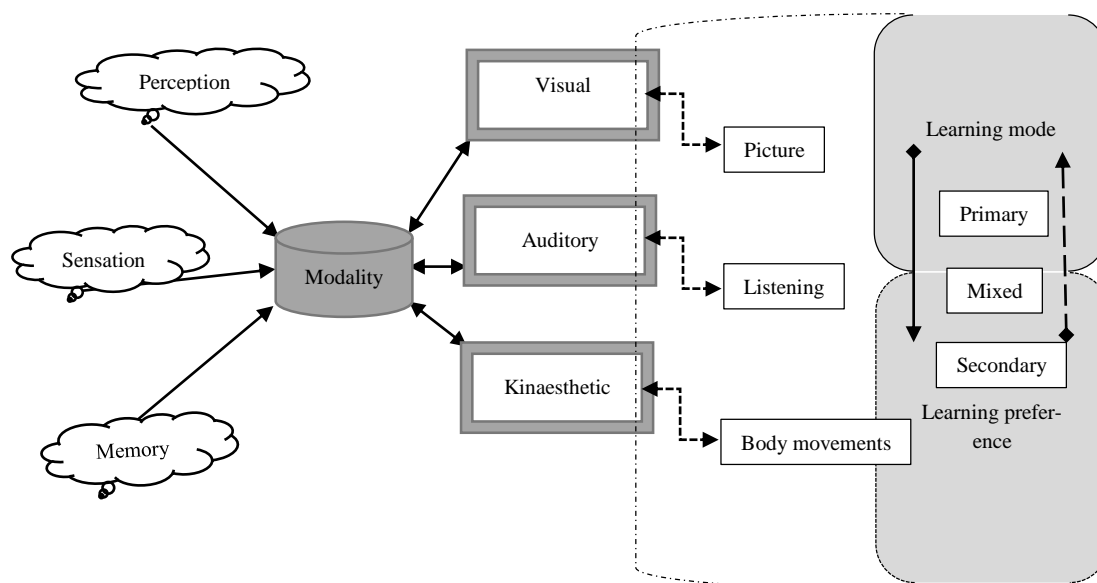 Perception
Sensation
Memory
Modality
Visual
Auditory
Kinaesthetic
Picture
Listening
Body movements
Learning mode
Primary
Mixed
Secondary
Learning prefer-
ence